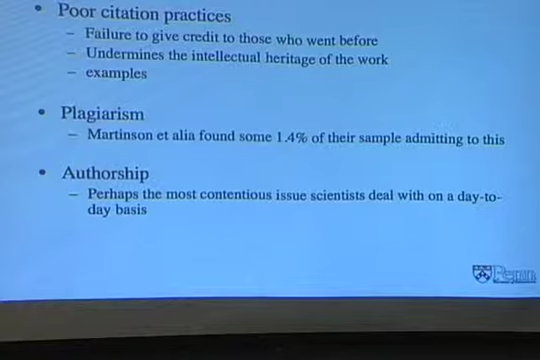 • Poor citation practices
– Failure to give credit to those who went before
– Undermines the intellectual heritage of the work
– examples
• Plagiarism
– Martinson et alia found some 1.4% of their sample admitting to this
• Authorship
– Perhaps the most contentious issue scientists deal with on a day-to-
day basis
Penn